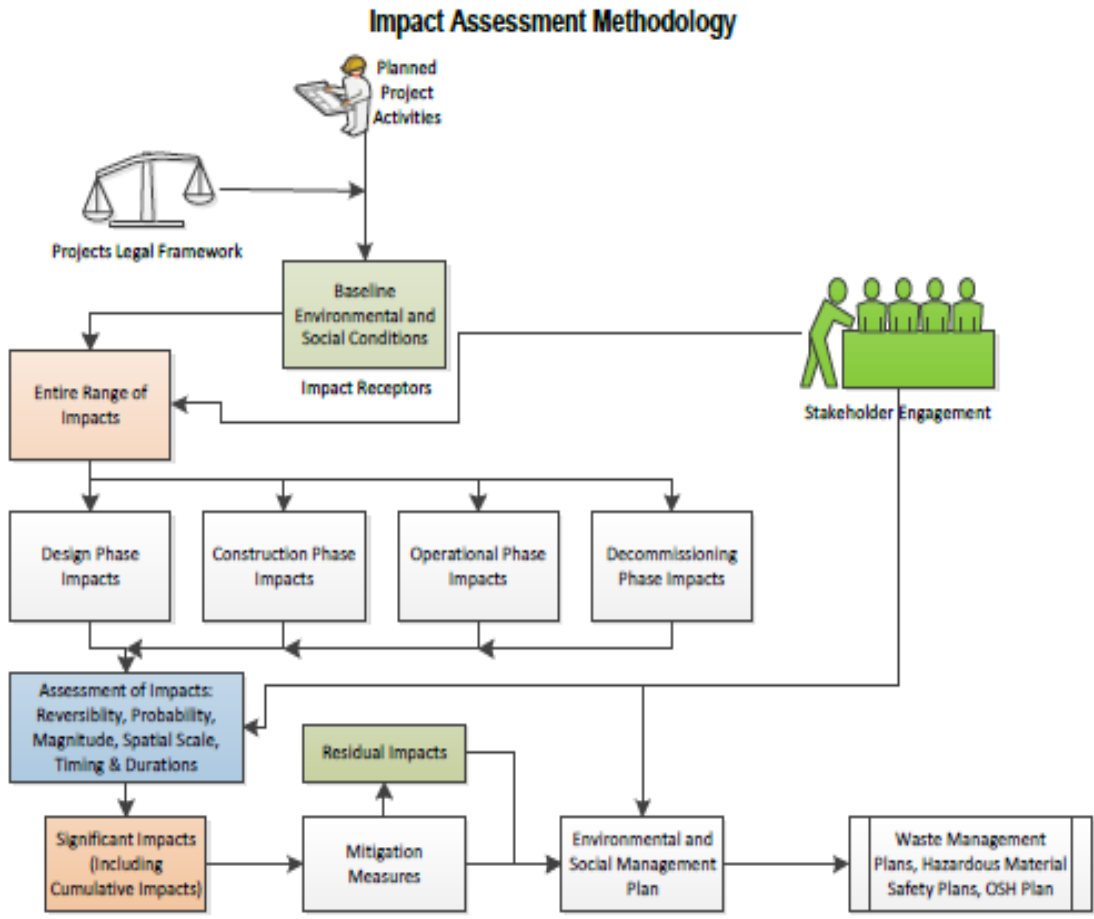 Impact Assessment Methodology
Planned
Project
Activities
Projects Legal Framework
Baseline
Environmental and
Social Conditions
Impact Receptors
Entire Range of
Impacts
Stakeholder Engagement
Design Phase
Impacts
Construction Phase
Impacts
Operational Phase
Impacts
Decommissioning
Phase Impacts
Assessment of Impacts:
Reversiblity, Probability,
Magnitude, Spatial Scale,
Timing & Durations
Residual Impacts
Significant Impacts
(Including
Cumulative Impacts)
Mitigation
Measures
Environmental and
Social Management
Plan
Waste Management
Plans, Hazardous Material
Safety Plans, OSH Plan